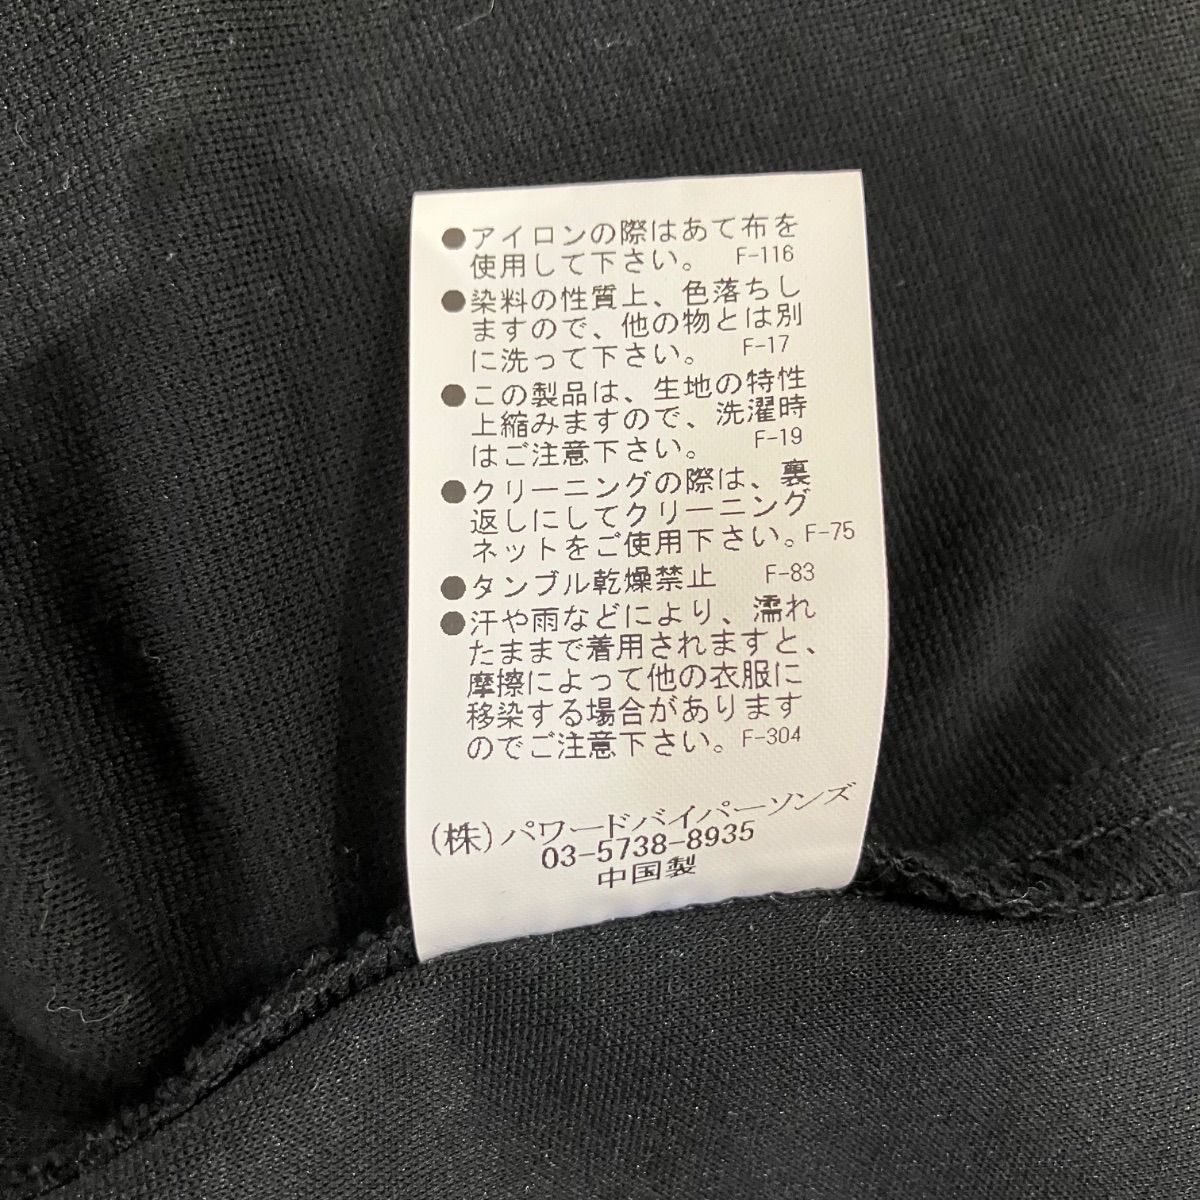 ●アイロンの際はあて布を
使用して下さい。 F-116
●染料の性質上、色落ちし
ますので、他の物とは別
に洗って下さい。 F-17
●この製品は、生地の特性
上縮みますので、洗濯時
はご注意下さい。 F-19
●クリーニングの際は、裏
返しにしてクリーニング
ネットをご使用下さい。F-75
●タンブル乾燥禁止 F-83
●汗や雨などにより、濡れ
たままで着用されますと、
摩擦によって他の衣服に
移染する場合があります
のでご注意下さい。F-304
(株)パワードバイパーソンズ
03-5738-8935
中国製